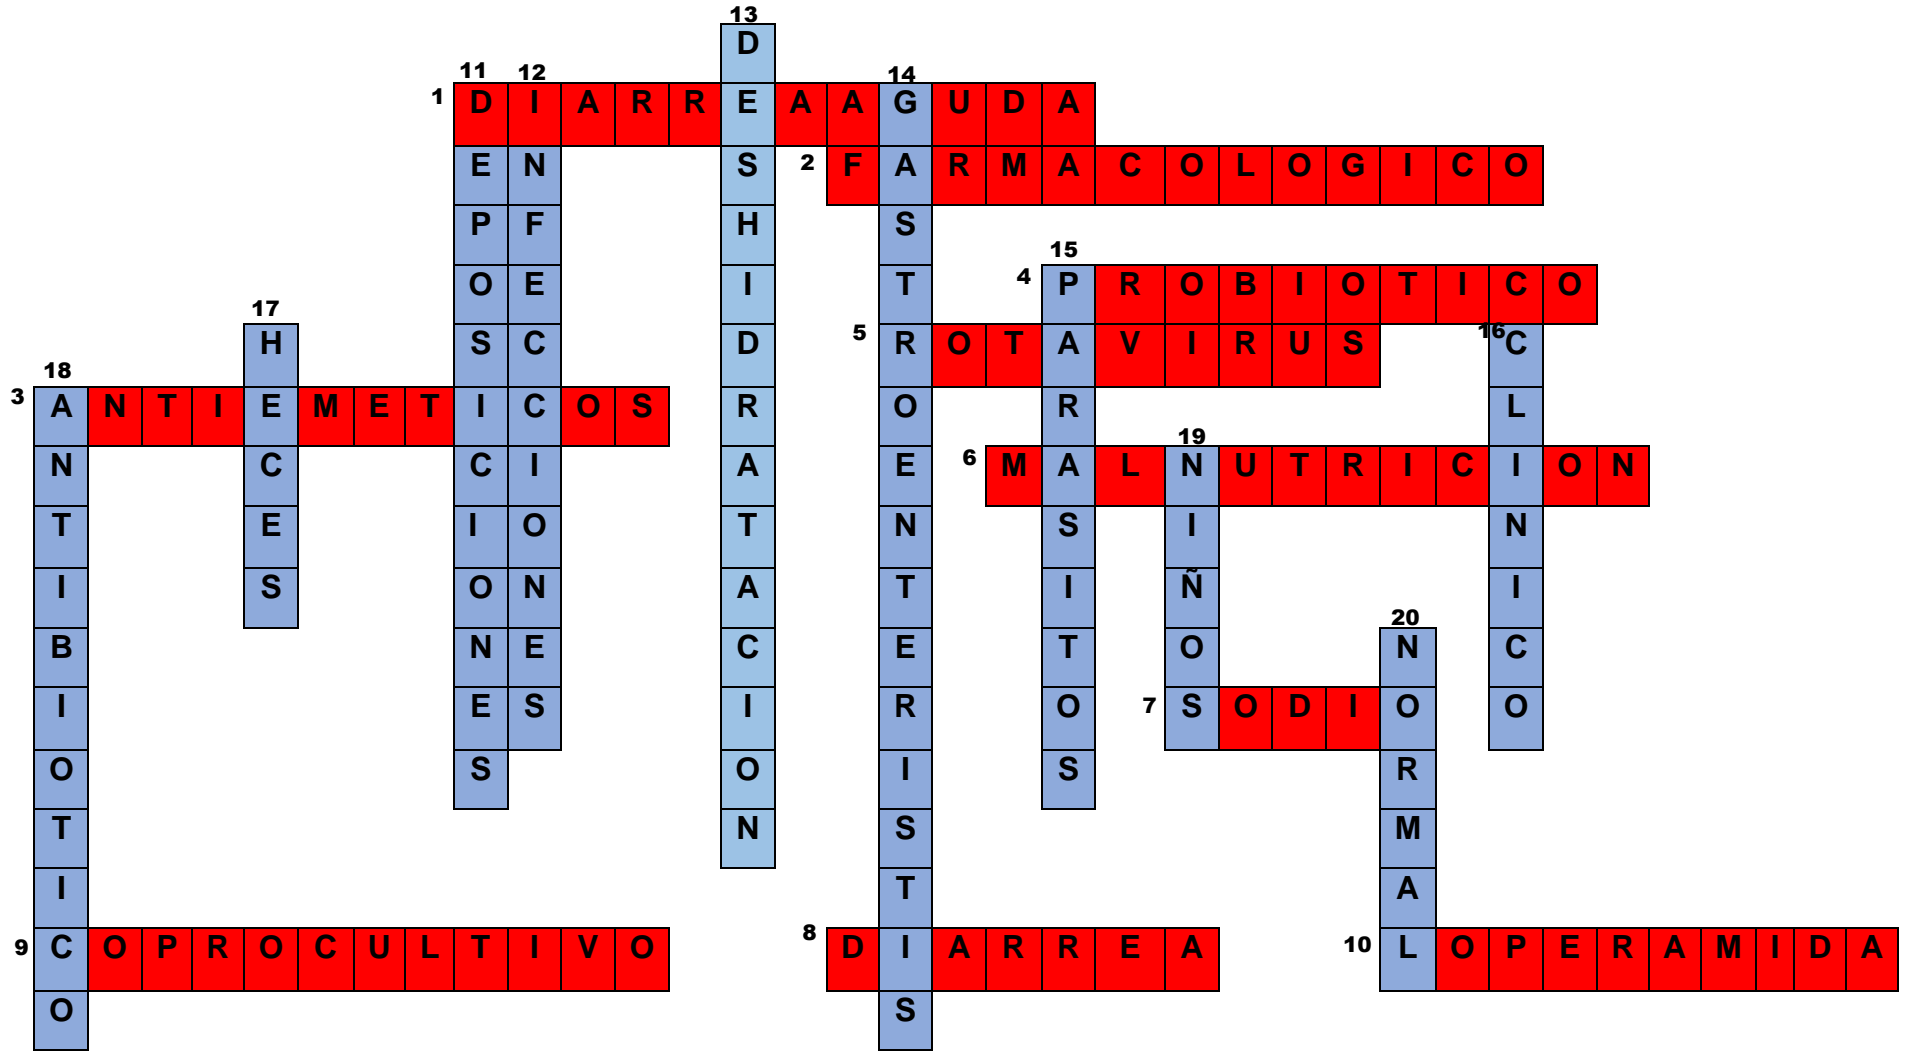 1 DIARREAAGUDA
2 FARMACOLOGICO
3 ANTIEMETICOS
4 PROBIOTICO
5 ROTAVIRUS
6 MALNUTRICION
7 SODIO
8 DIARREA
9 COPROCULTIVO
10 LOPERAMIDA
11 DEPOSICIONES
12 INFECCIONES
13 DESHIDRATACION
14 GASTROENTERISTIS
15 PARASITOS
16 CLINICO
17 HECES
18 ANTIBIOTICO
19 NIÑOS
20 NORMAL